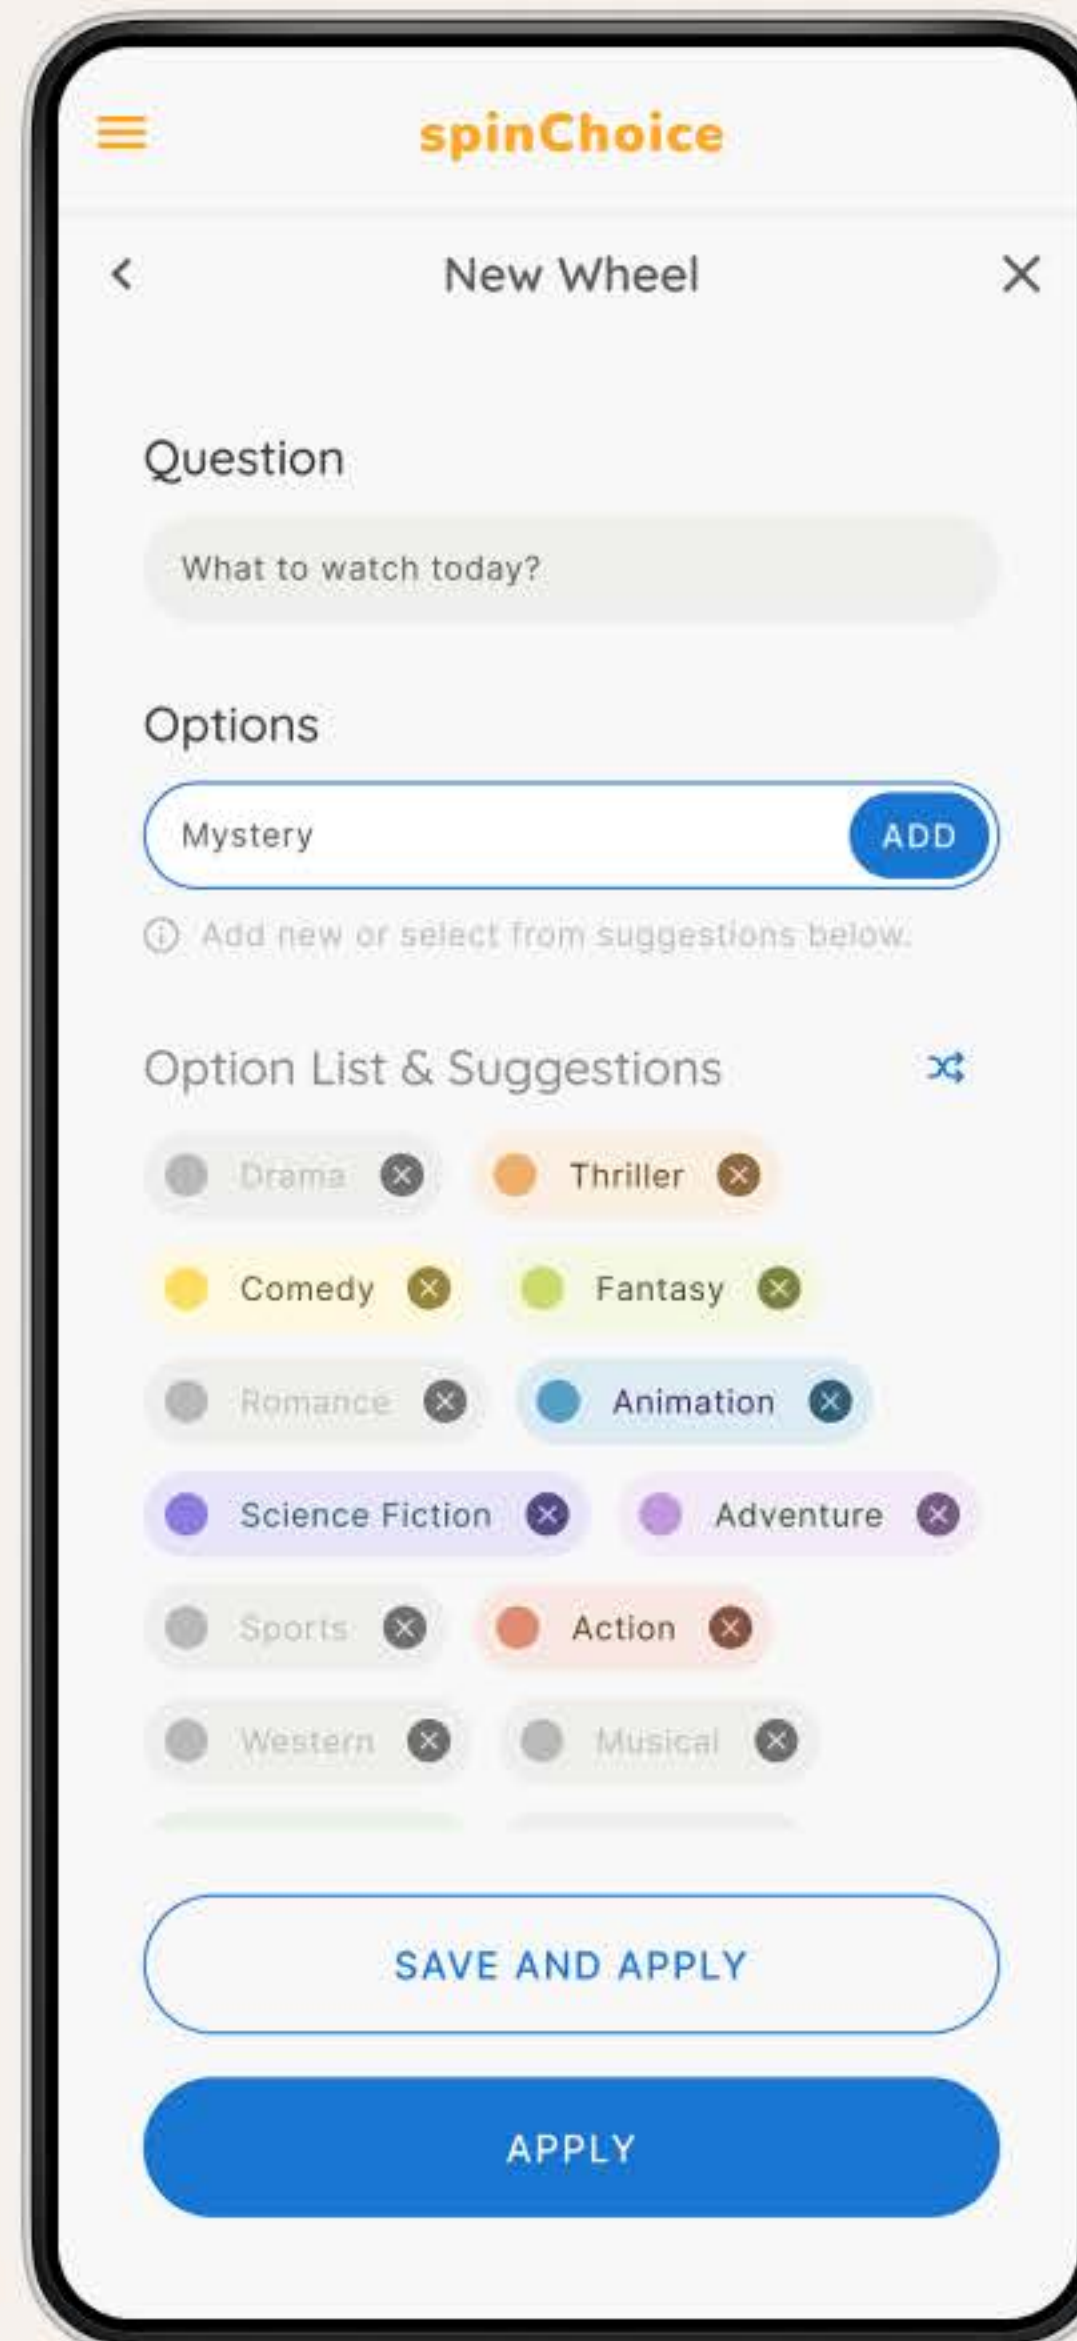 spinChoice
New Wheel
Question
What to watch today?
Options
Mystery ADD
Add new or select from suggestions below.
Option List & Suggestions
Drama Thriller
Comedy Fantasy
Romance Animation
Science Fiction Adventure
Sports Action
Western Musical
SAVE AND APPLY
APPLY